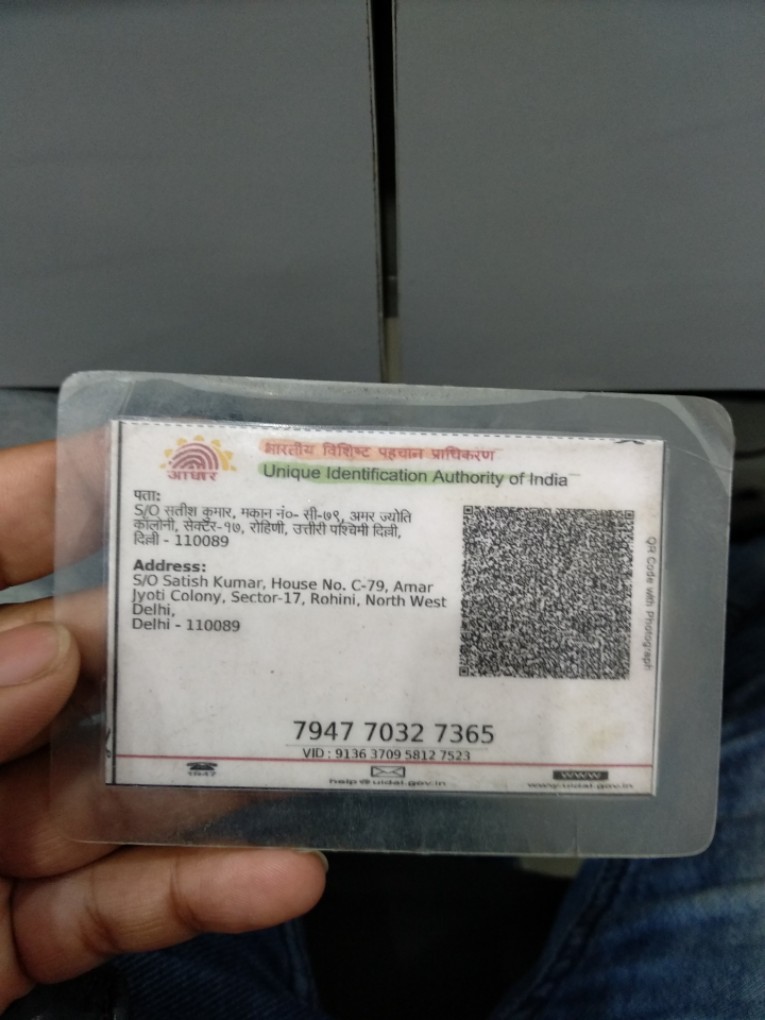 आधार
भारतीय विशिष्ट पहचान प्राधिकरण
Unique Identification Authority of India
पता:
S/O सतीश कुमार, मकान नं०- सी-७९, अमर ज्योति
कॉलोनी, सेक्टर-१७, रोहिणी, उत्तीरी पश्चिमी दिल्ली,
दिल्ली - 110089
Address:
S/O Satish Kumar, House No. C-79, Amar
Jyoti Colony, Sector-17, Rohini, North West
Delhi,
Delhi - 110089
QR Code with Photograph
7947 7032 7365
VID : 9136 3709 5812 7523
1947
help@uidai.gov.in
www
www.uidai.gov.in